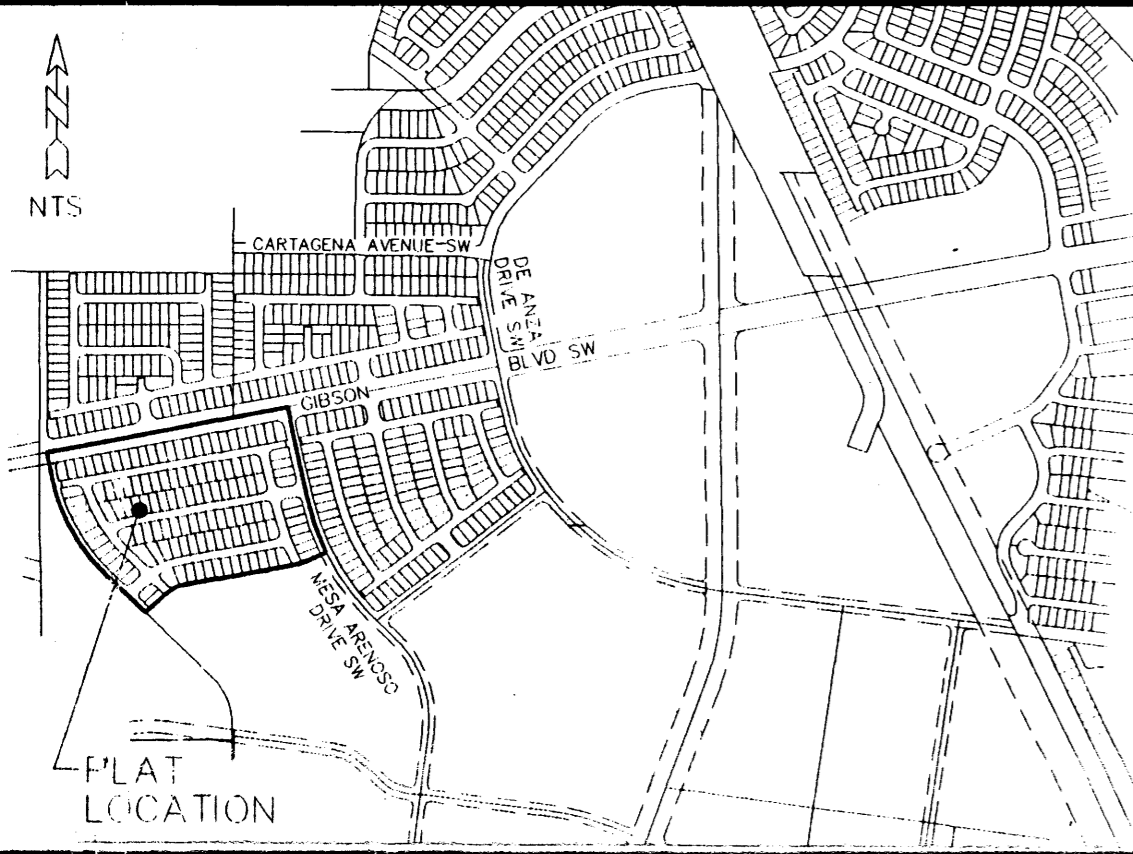 N
NTS
CARTAGENA AVENUE SW
DE ANZA
DRIVE SW
BLVD SW
GIBSON
MESA ARENOSO
DRIVE SW
PLAT
LOCATION